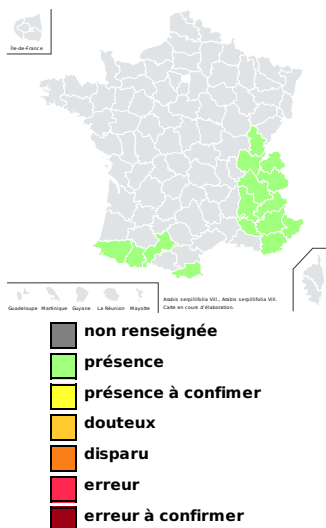 Île-de-France
Guadeloupe Martinique Guyane La Réunion Mayotte
Arabis serpillifolia Vill., Arabis serpillifolia Vill.
Carte en cours d'élaboration.
non renseignée
présence
présence à confimer
douteux
disparu
erreur
erreur à confirmer